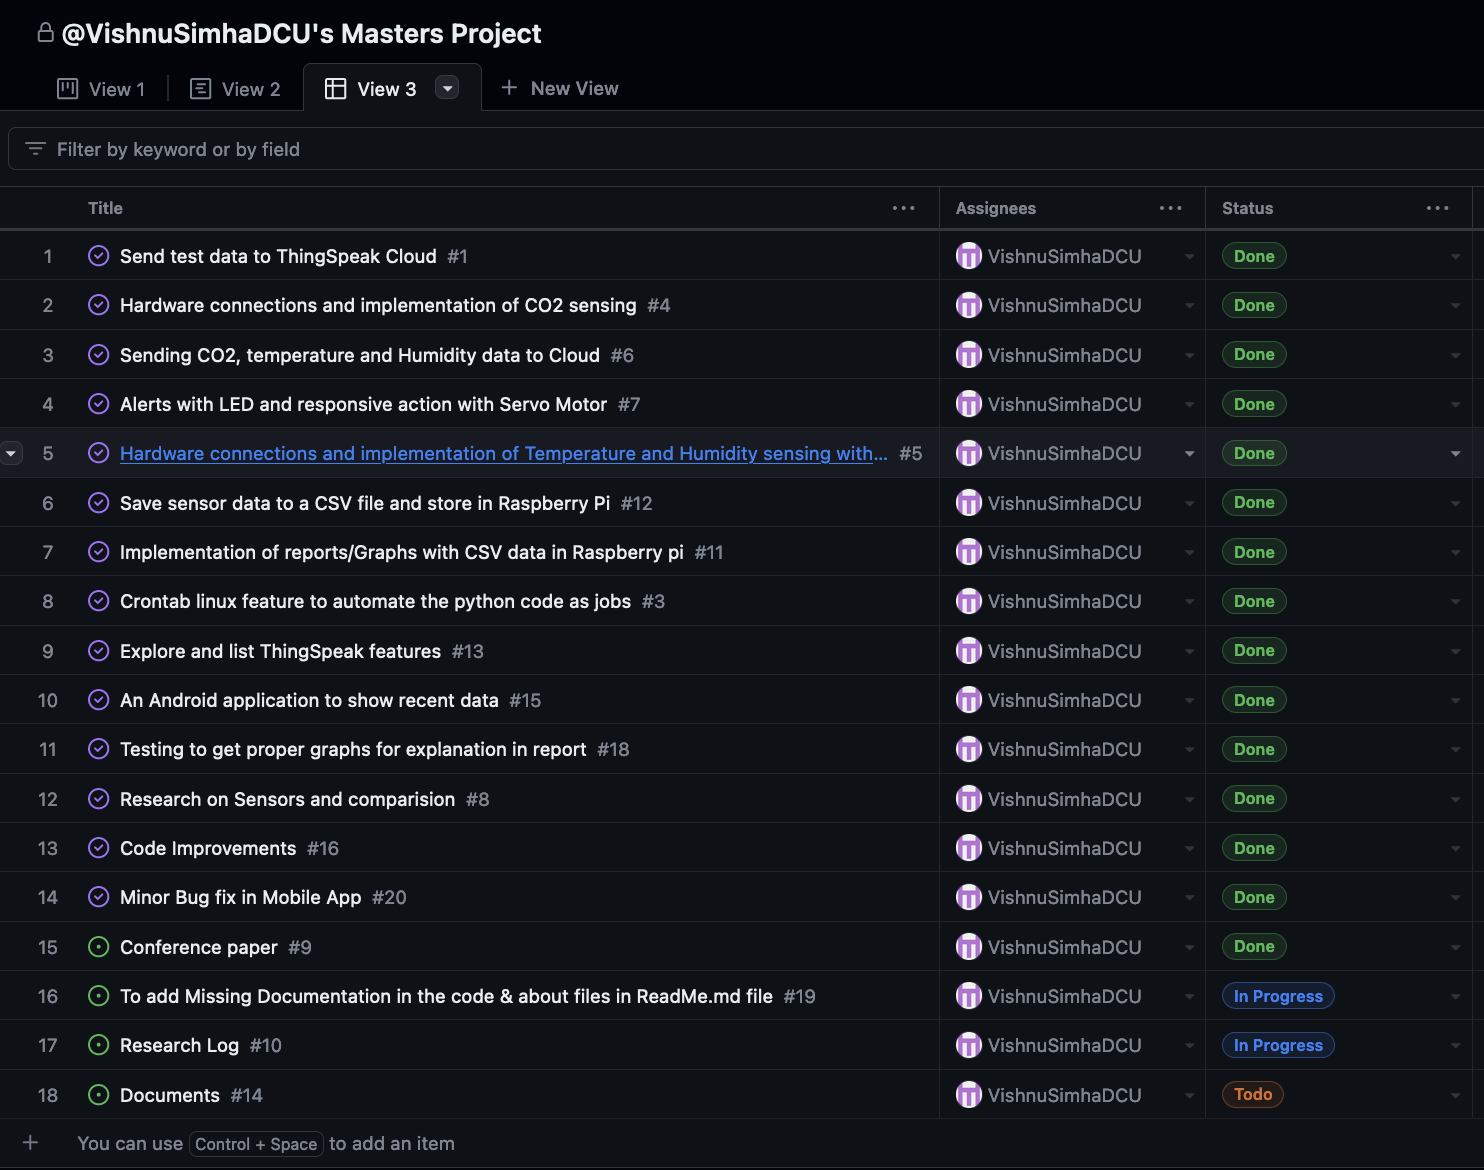 @VishnuSimhaDCU's Masters Project
View 1 View 2 View 3 New View
Filter by keyword or by field
Title Assignees Status
1 Send test data to ThingSpeak Cloud #1 VishnuSimhaDCU Done
2 Hardware connections and implementation of CO2 sensing #4 VishnuSimhaDCU Done
3 Sending CO2, temperature and Humidity data to Cloud #6 VishnuSimhaDCU Done
4 Alerts with LED and responsive action with Servo Motor #7 VishnuSimhaDCU Done
5 Hardware connections and implementation of Temperature and Humidity sensing with... #5 VishnuSimhaDCU Done
6 Save sensor data to a CSV file and store in Raspberry Pi #12 VishnuSimhaDCU Done
7 Implementation of reports/Graphs with CSV data in Raspberry pi #11 VishnuSimhaDCU Done
8 Crontab linux feature to automate the python code as jobs #3 VishnuSimhaDCU Done
9 Explore and list ThingSpeak features #13 VishnuSimhaDCU Done
10 An Android application to show recent data #15 VishnuSimhaDCU Done
11 Testing to get proper graphs for explanation in report #18 VishnuSimhaDCU Done
12 Research on Sensors and comparision #8 VishnuSimhaDCU Done
13 Code Improvements #16 VishnuSimhaDCU Done
14 Minor Bug fix in Mobile App #20 VishnuSimhaDCU Done
15 Conference paper #9 VishnuSimhaDCU Done
16 To add Missing Documentation in the code & about files in ReadMe.md file #19 VishnuSimhaDCU In Progress
17 Research Log #10 VishnuSimhaDCU In Progress
18 Documents #14 VishnuSimhaDCU Todo
You can use Control + Space to add an item